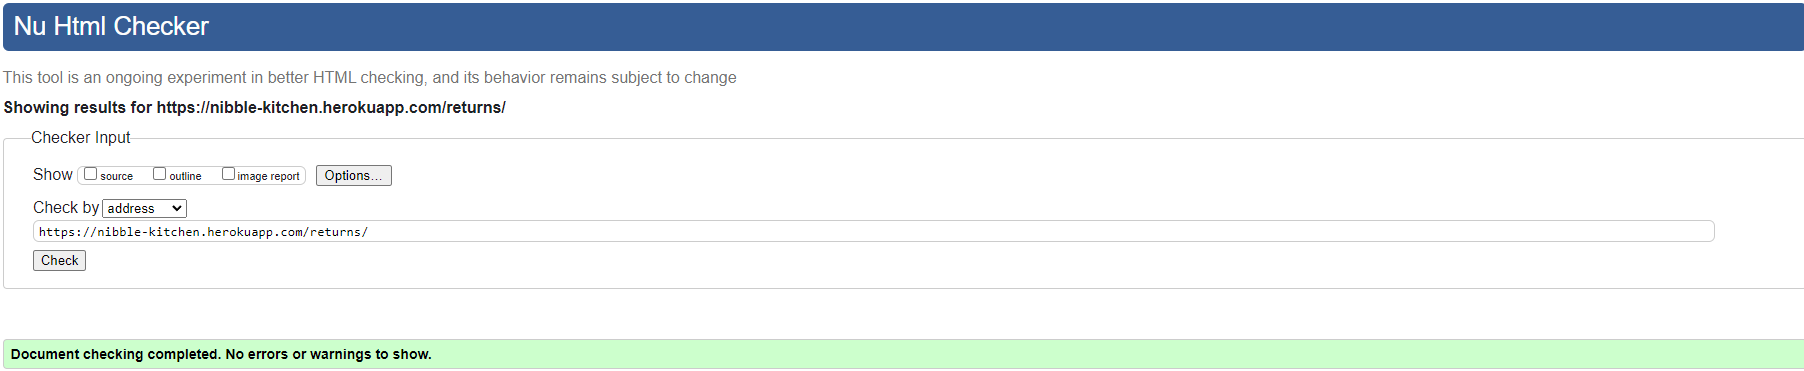 Nu Html Checker
This tool is an ongoing experiment in better HTML checking, and its behavior remains subject to change
Showing results for https://nibble-kitchen.herokuapp.com/returns/
Checker Input
Show source outline image report Options...
Check by address
https://nibble-kitchen.herokuapp.com/returns/
Check
Document checking completed. No errors or warnings to show.